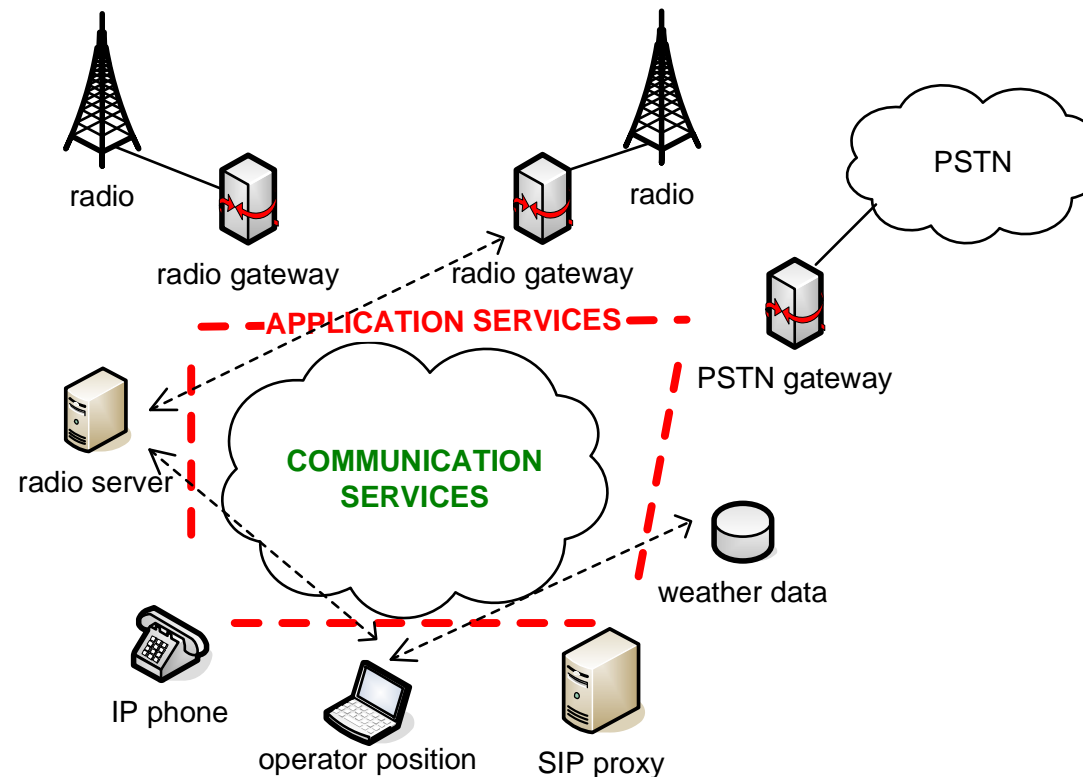 PSTN
radio
radio
radio gateway
radio gateway
APPLICATION SERVICES
PSTN gateway
COMMUNICATION
SERVICES
radio server
weather data
IP phone
operator position
SIP proxy